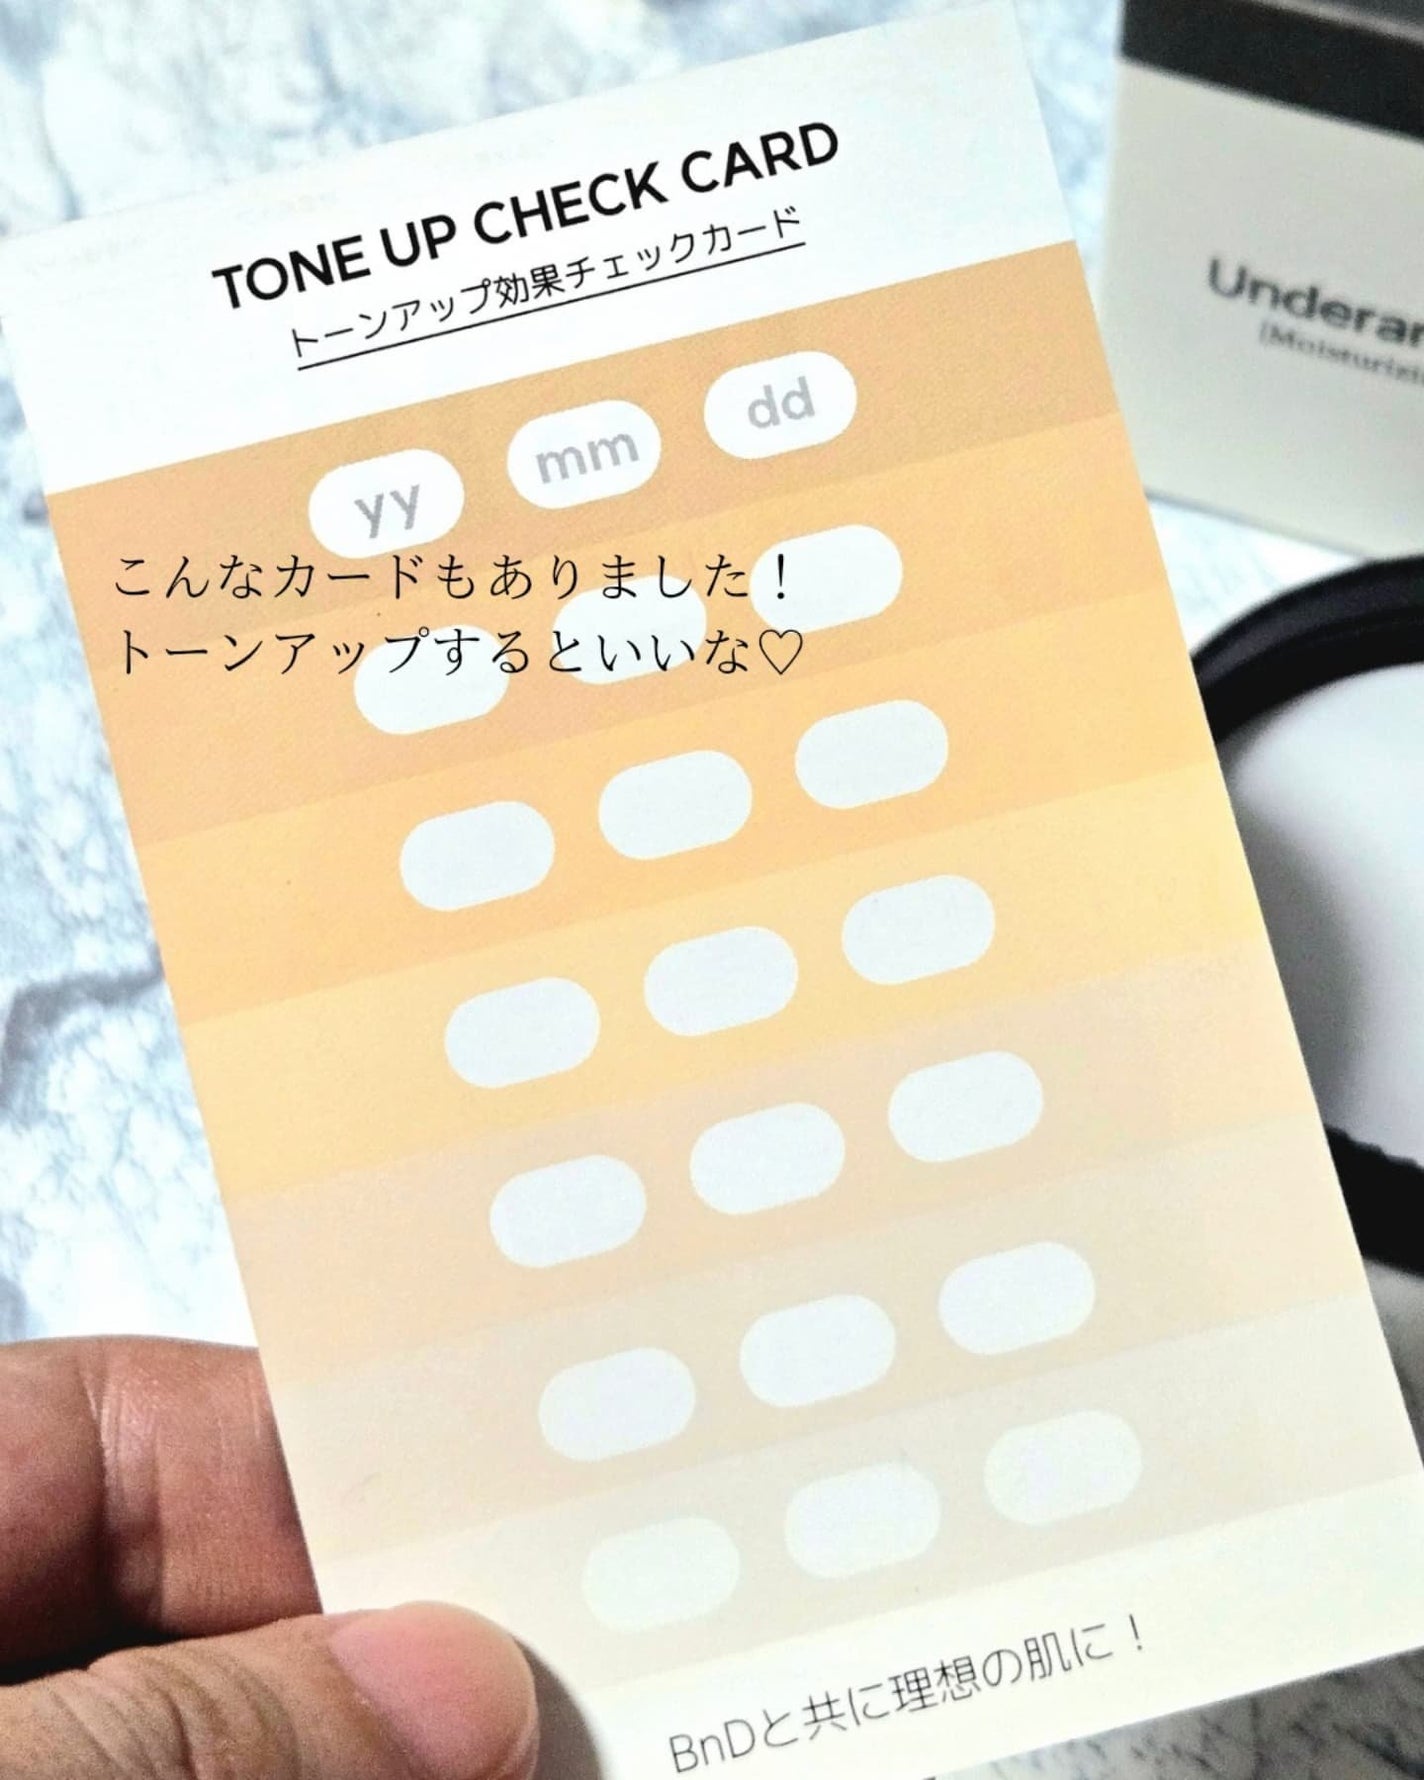 TONE UP CHECK CARD
トーンアップ効果チェックカード
yy mm dd
こんなカードもありました！
トーンアップするといいな♡
BnDと共に理想の肌に！